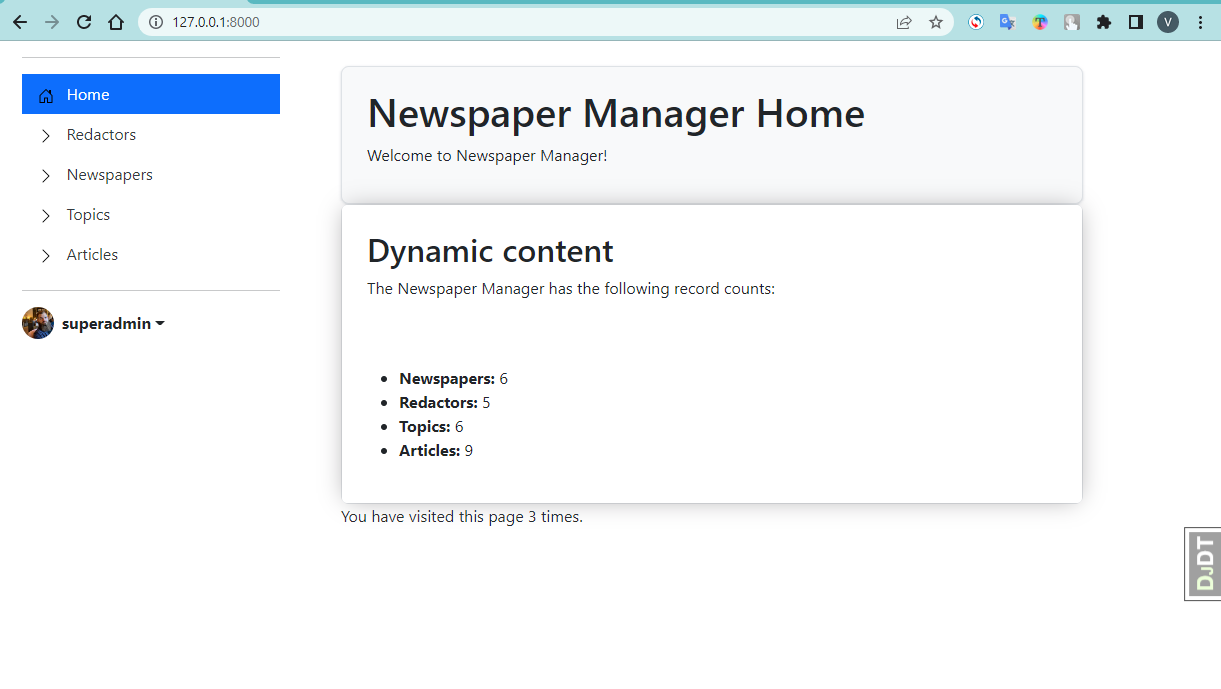 127.0.0.1:8000
V
Home
Redactors
Newspapers
Topics
Articles
superadmin
Newspaper Manager Home
Welcome to Newspaper Manager!
Dynamic content
The Newspaper Manager has the following record counts:
Newspapers: 6
Redactors: 5
Topics: 6
Articles: 9
You have visited this page 3 times.
DJDT